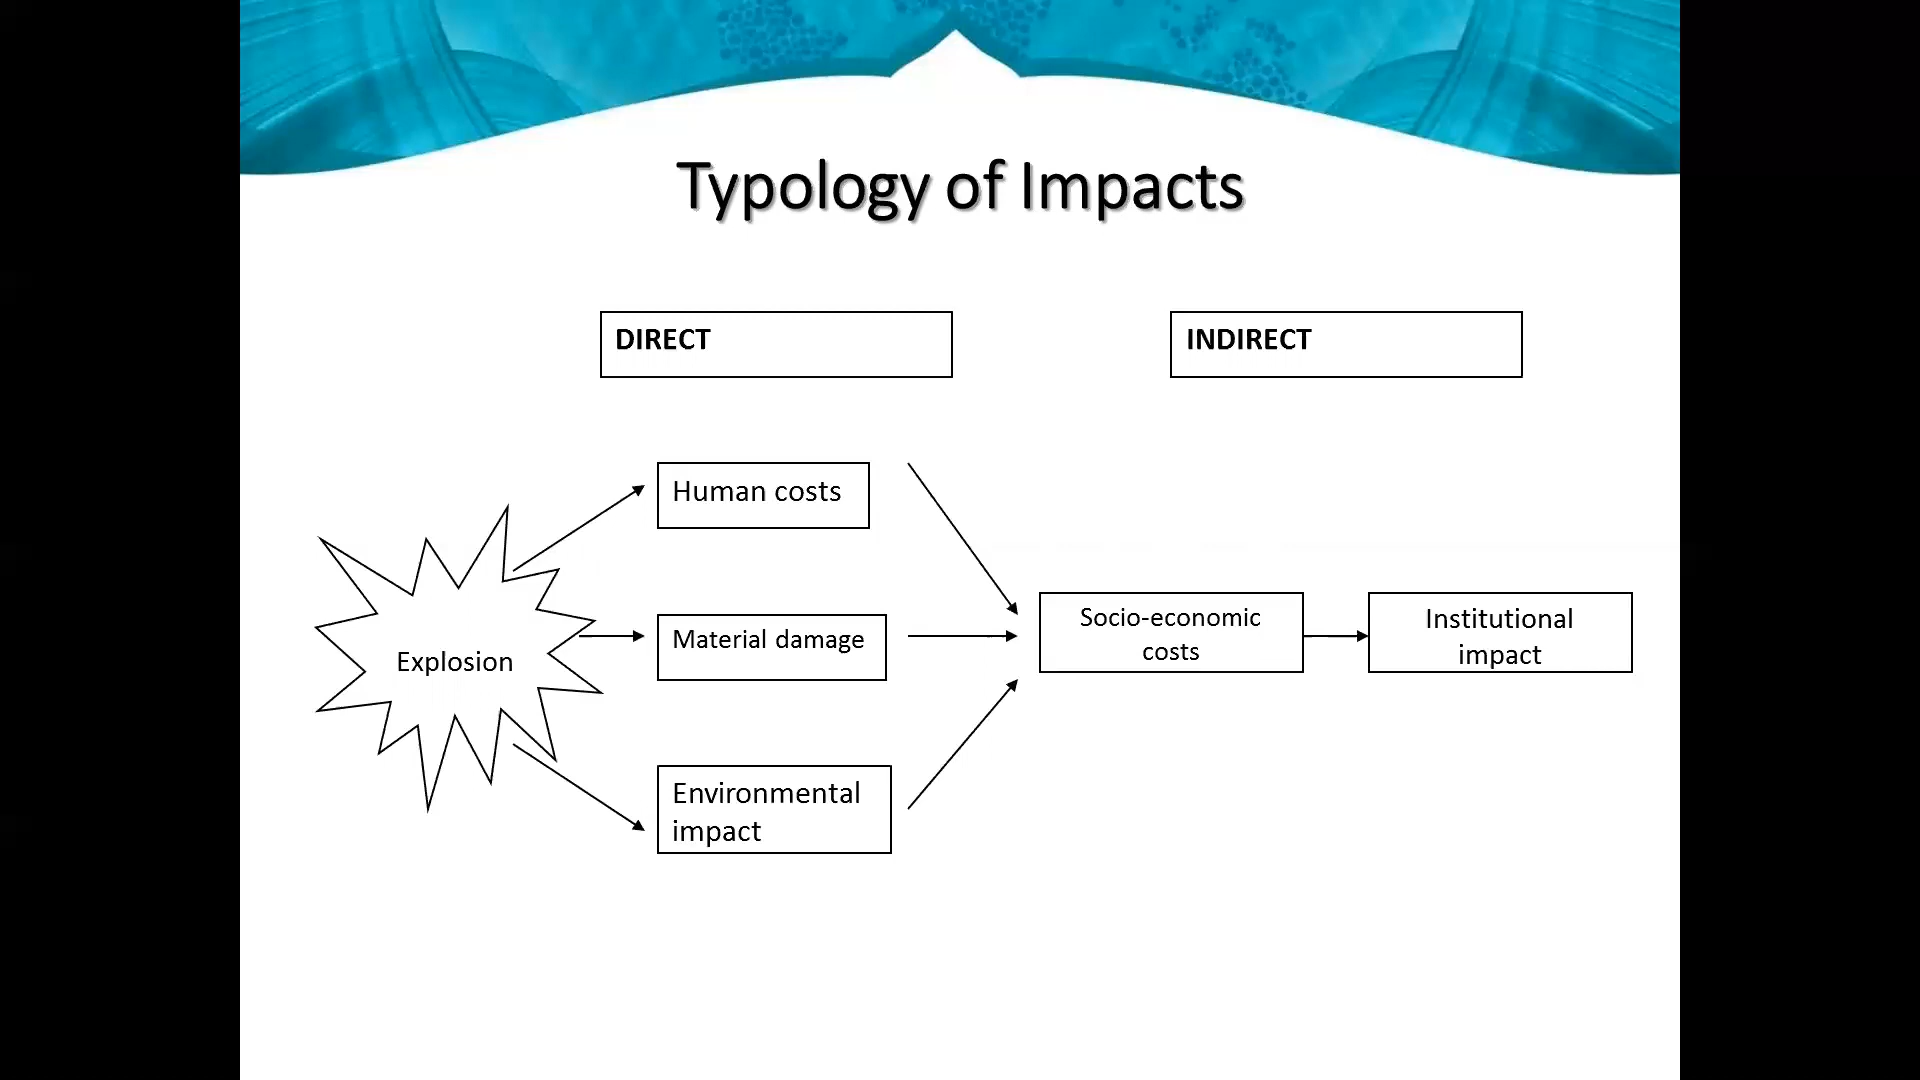 Typology of Impacts
DIRECT
INDIRECT
Human costs
Explosion
Material damage
Environmental
impact
Socio-economic
costs
Institutional
impact